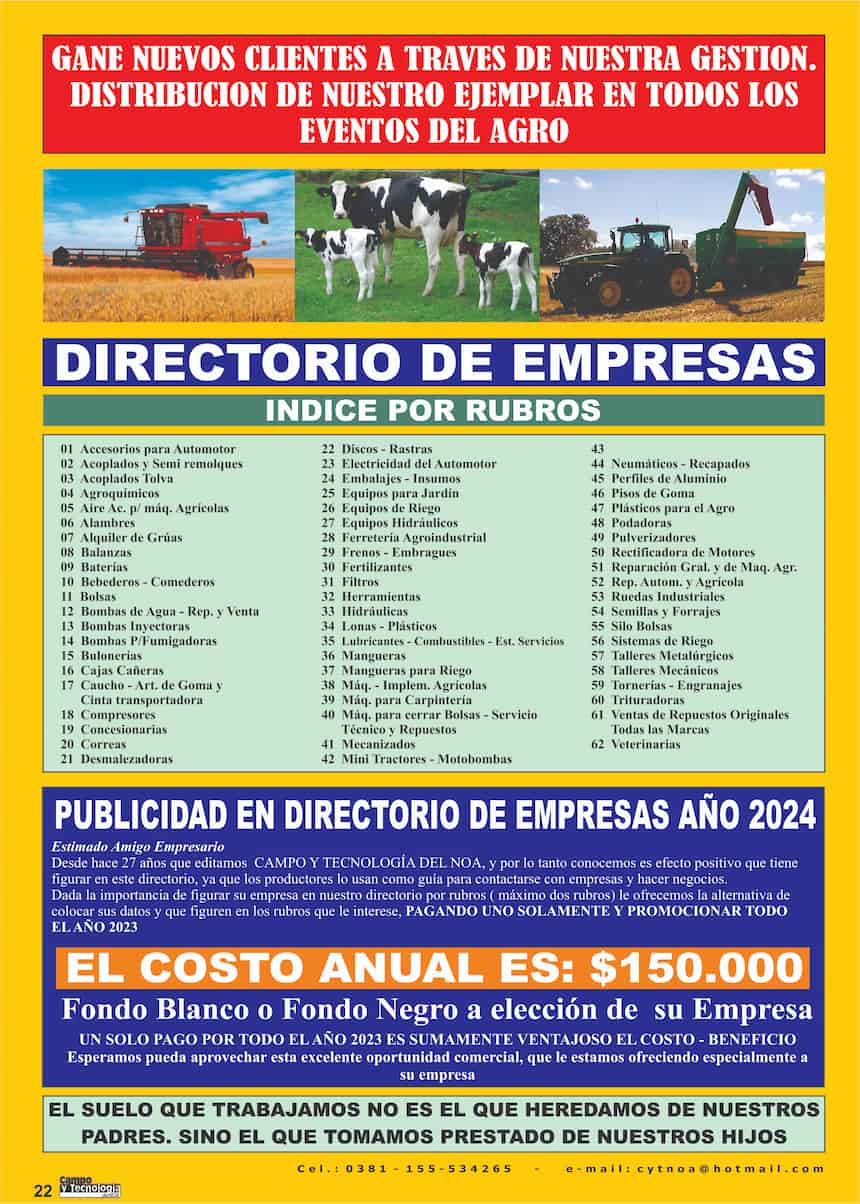 GANE NUEVOS CLIENTES A TRAVES DE NUESTRA GESTION.
DISTRIBUCION DE NUESTRO EJEMPLAR EN TODOS LOS
EVENTOS DEL AGRO
DIRECTORIO DE EMPRESAS
INDICE POR RUBROS
01 Accesorios para Automotor
02 Acoplados y Semi remolques
03 Acoplados Tolva
04 Agroquímicos
05 Aire Ac. p/ máq. Agrícolas
06 Alambres
07 Alquiler de Grúas
08 Balanzas
09 Baterías
10 Bebederos - Comederos
11 Bolsas
12 Bombas de Agua - Rep. y Venta
13 Bombas Inyectoras
14 Bombas P/Fumigadoras
15 Bulonerías
16 Cajas Cañeras
17 Caucho - Art. de Goma y
Cinta transportadora
18 Compresores
19 Concesionarias
20 Correas
21 Desmalezadoras
22 Discos - Rastras
23 Electricidad del Automotor
24 Embalajes - Insumos
25 Equipos para Jardín
26 Equipos de Riego
27 Equipos Hidráulicos
28 Ferretería Agroindustrial
29 Frenos - Embragues
30 Fertilizantes
31 Filtros
32 Herramientas
33 Hidráulicas
34 Lonas - Plásticos
35 Lubricantes - Combustibles - Est. Servicios
36 Mangueras
37 Mangueras para Riego
38 Máq. - Implem. Agrícolas
39 Máq. para Carpintería
40 Máq. para cerrar Bolsas - Servicio
Técnico y Repuestos
41 Mecanizados
42 Mini Tractores - Motobombas
43
44 Neumáticos - Recapados
45 Perfiles de Aluminio
46 Pisos de Goma
47 Plásticos para el Agro
48 Podadoras
49 Pulverizadores
50 Rectificadora de Motores
51 Reparación Gral. y de Maq. Agr.
52 Rep. Autom. y Agrícola
53 Ruedas Industriales
54 Semillas y Forrajes
55 Silo Bolsas
56 Sistemas de Riego
57 Talleres Metalúrgicos
58 Talleres Mecánicos
59 Tornerías - Engranajes
60 Trituradoras
61 Ventas de Repuestos Originales
Todas las Marcas
62 Veterinarias
PUBLICIDAD EN DIRECTORIO DE EMPRESAS AÑO 2024
Estimado Amigo Empresario
Desde hace 27 años que editamos CAMPO Y TECNOLOGÍA DEL NOA, y por lo tanto conocemos es efecto positivo que tiene
figurar en este directorio, ya que los productores lo usan como guía para contactarse con empresas y hacer negocios.
Dada la importancia de figurar su empresa en nuestro directorio por rubros ( máximo dos rubros) le ofrecemos la alternativa de
colocar sus datos y que figuren en los rubros que le interese, PAGANDO UNO SOLAMENTE Y PROMOCIONAR TODO
EL AÑO 2023
EL COSTO ANUAL ES: $150.000
Fondo Blanco o Fondo Negro a elección de su Empresa
UN SOLO PAGO POR TODO EL AÑO 2023 ES SUMAMENTE VENTAJOSO EL COSTO - BENEFICIO
Esperamos pueda aprovechar esta excelente oportunidad comercial, que le estamos ofreciendo especialmente a
su empresa
EL SUELO QUE TRABAJAMOS NO ES EL QUE HEREDAMOS DE NUESTROS
PADRES. SINO EL QUE TOMAMOS PRESTADO DE NUESTROS HIJOS
Cel.: 0381 - 155-534265 - e-mail: cytnoa@hotmail.com
22 Campo
y Tecnología